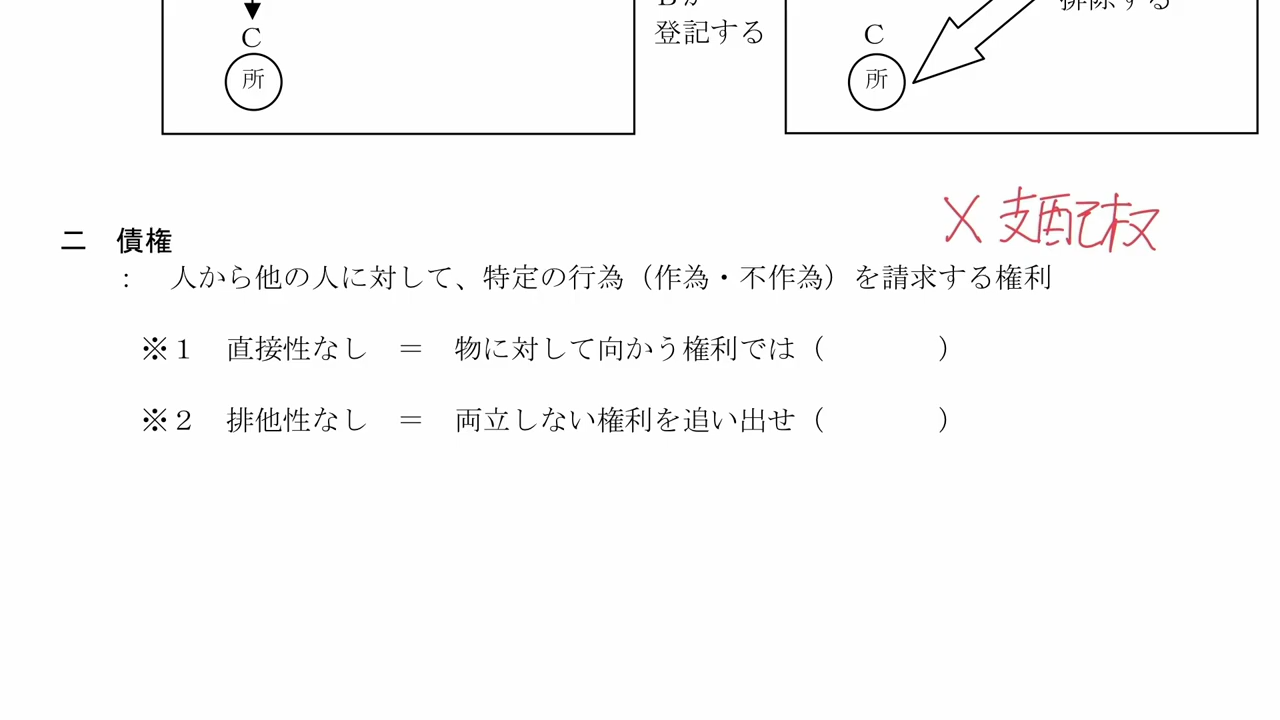 C
所
登記する
C
所
× 支配権
二 債権
： 人から他の人に対して、特定の行為（作為・不作為）を請求する権利
※１ 直接性なし ＝ 物に対して向かう権利では（ ）
※２ 排他性なし ＝ 両立しない権利を追い出せ（ ）